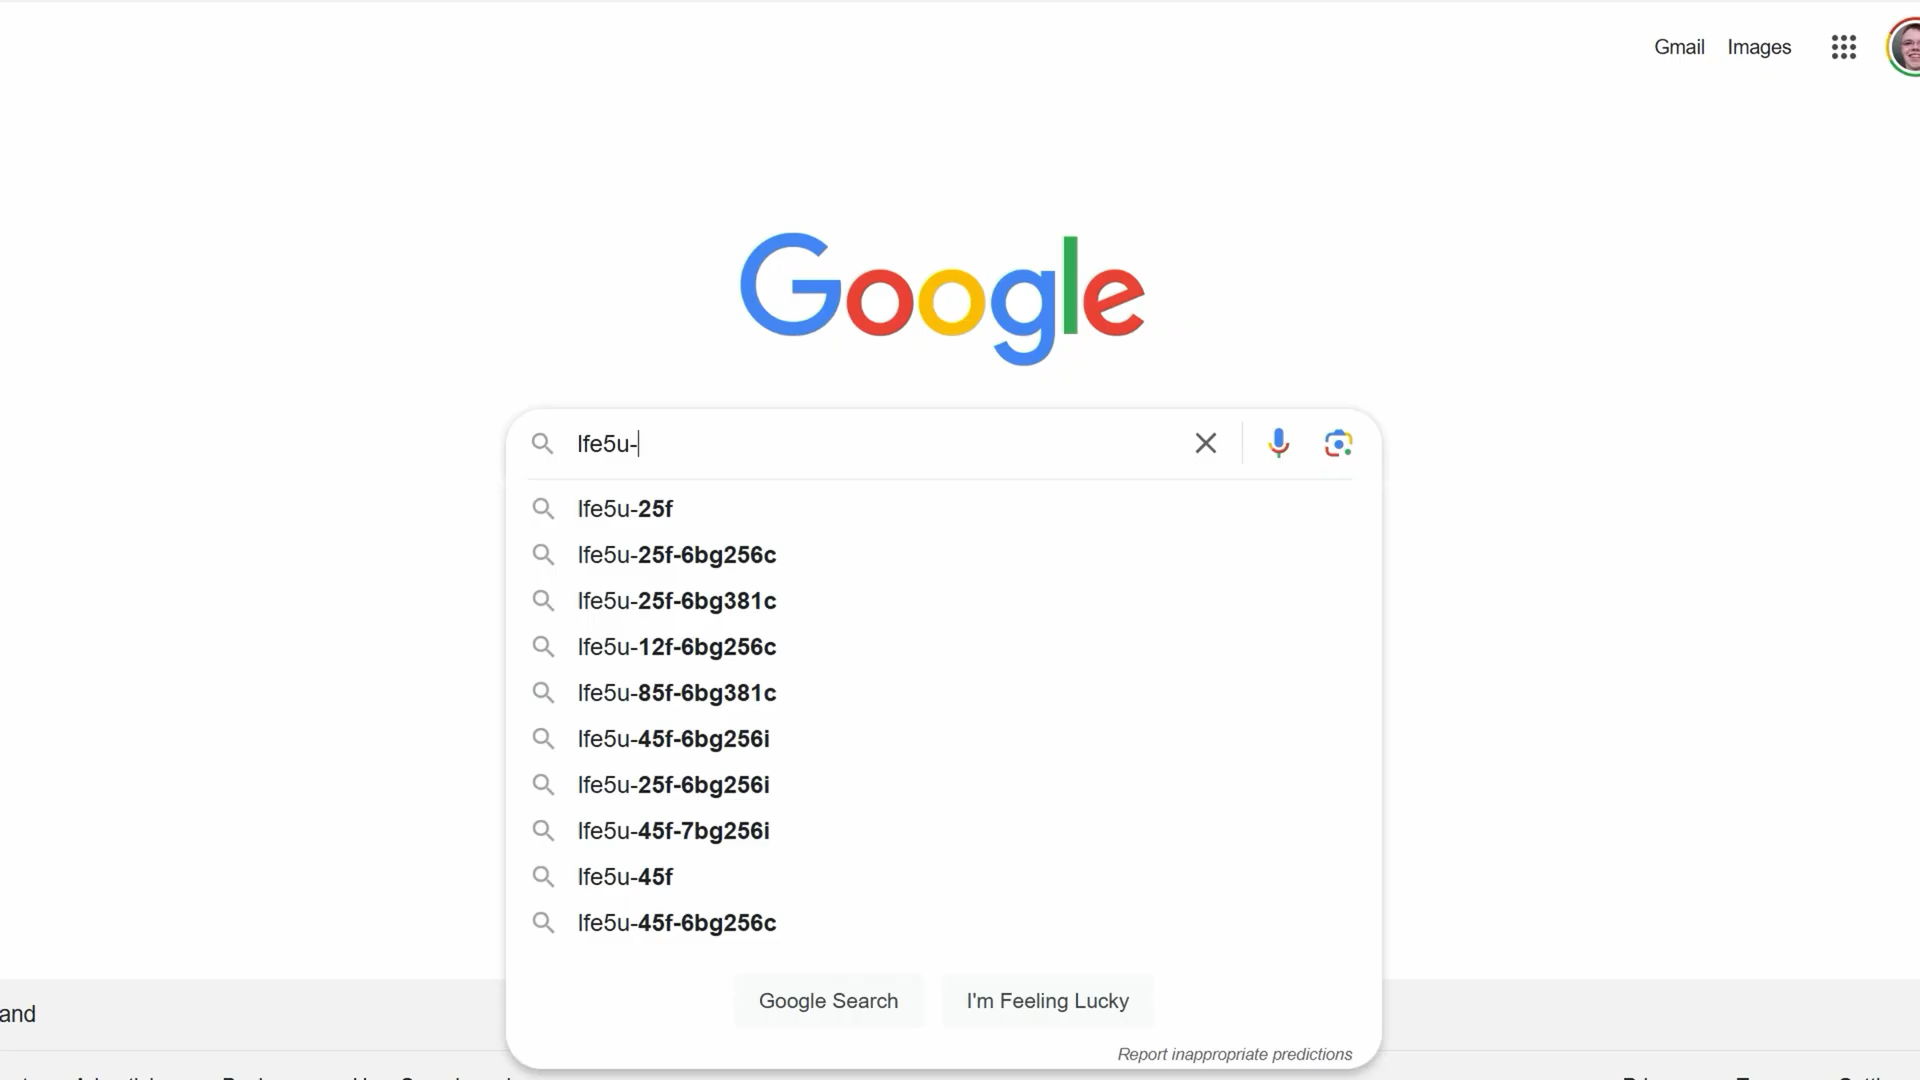 Gmail Images
Google
lfe5u-
lfe5u-25f
lfe5u-25f-6bg256c
lfe5u-25f-6bg381c
lfe5u-12f-6bg256c
lfe5u-85f-6bg381c
lfe5u-45f-6bg256i
lfe5u-25f-6bg256i
lfe5u-45f-7bg256i
lfe5u-45f
lfe5u-45f-6bg256c
Google Search I'm Feeling Lucky
and
Report inappropriate predictions